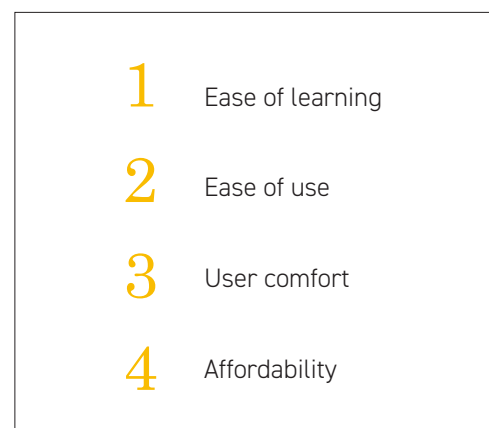 1 Ease of learning
2 Ease of use
3 User comfort
4 Affordability